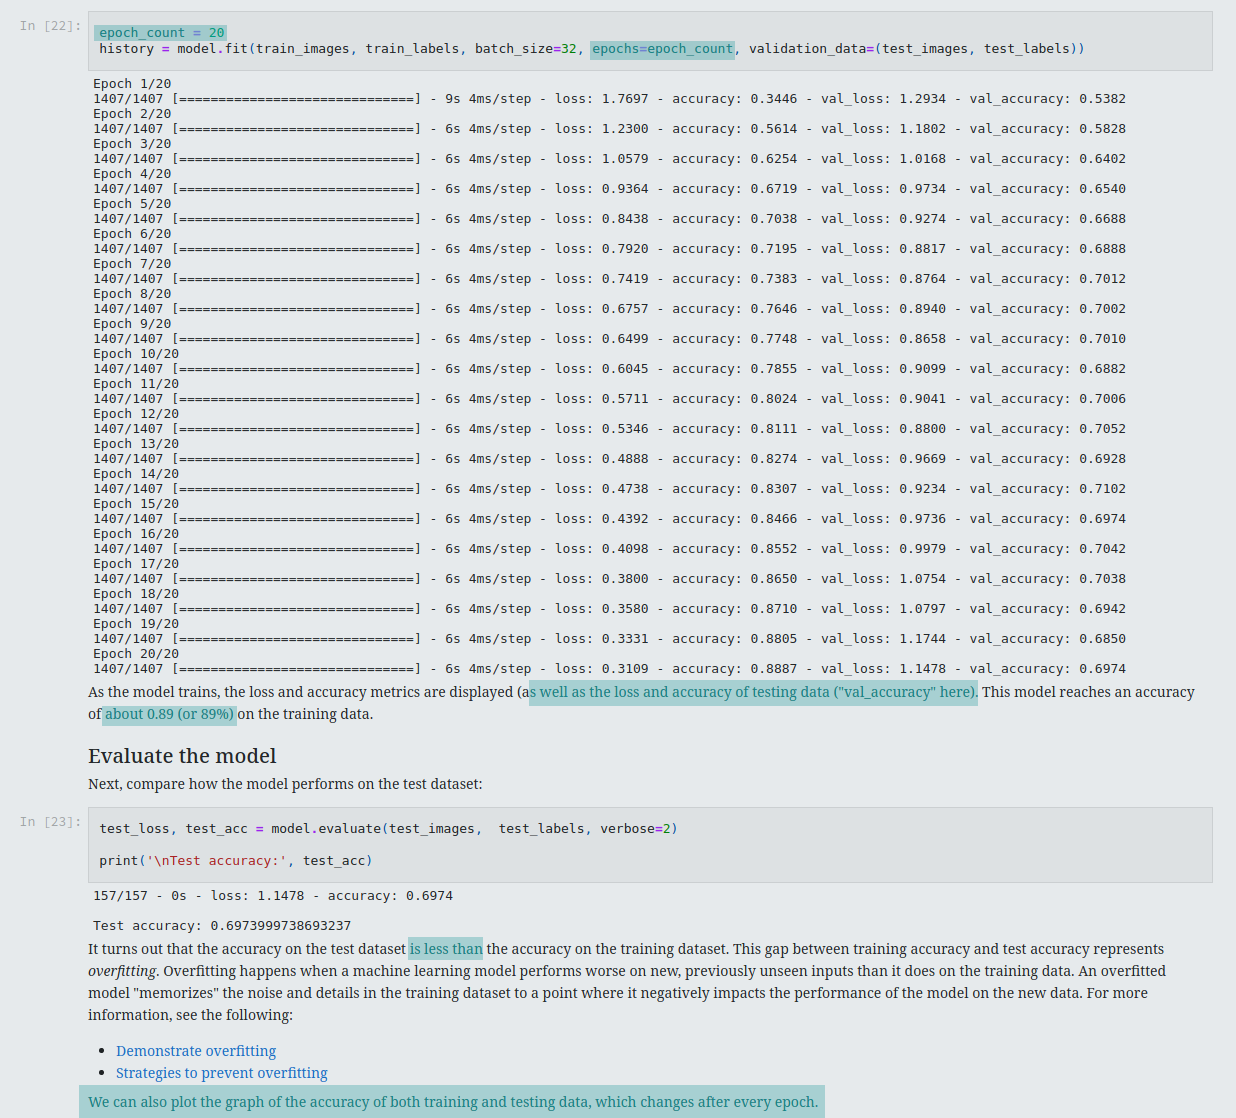 In [22]:
epoch_count = 20
history = model.fit(train_images, train_labels, batch_size=32, epochs=epoch_count, validation_data=(test_images, test_labels))
Epoch 1/20
1407/1407 [==============================] - 9s 4ms/step - loss: 1.7697 - accuracy: 0.3446 - val_loss: 1.2934 - val_accuracy: 0.5382
Epoch 2/20
1407/1407 [==============================] - 6s 4ms/step - loss: 1.2300 - accuracy: 0.5614 - val_loss: 1.1802 - val_accuracy: 0.5828
Epoch 3/20
1407/1407 [==============================] - 6s 4ms/step - loss: 1.0579 - accuracy: 0.6254 - val_loss: 1.0168 - val_accuracy: 0.6402
Epoch 4/20
1407/1407 [==============================] - 6s 4ms/step - loss: 0.9364 - accuracy: 0.6719 - val_loss: 0.9734 - val_accuracy: 0.6540
Epoch 5/20
1407/1407 [==============================] - 6s 4ms/step - loss: 0.8438 - accuracy: 0.7038 - val_loss: 0.9274 - val_accuracy: 0.6688
Epoch 6/20
1407/1407 [==============================] - 6s 4ms/step - loss: 0.7920 - accuracy: 0.7195 - val_loss: 0.8817 - val_accuracy: 0.6888
Epoch 7/20
1407/1407 [==============================] - 6s 4ms/step - loss: 0.7419 - accuracy: 0.7383 - val_loss: 0.8764 - val_accuracy: 0.7012
Epoch 8/20
1407/1407 [==============================] - 6s 4ms/step - loss: 0.6757 - accuracy: 0.7646 - val_loss: 0.8940 - val_accuracy: 0.7002
Epoch 9/20
1407/1407 [==============================] - 6s 4ms/step - loss: 0.6499 - accuracy: 0.7748 - val_loss: 0.8658 - val_accuracy: 0.7010
Epoch 10/20
1407/1407 [==============================] - 6s 4ms/step - loss: 0.6045 - accuracy: 0.7855 - val_loss: 0.9099 - val_accuracy: 0.6882
Epoch 11/20
1407/1407 [==============================] - 6s 4ms/step - loss: 0.5711 - accuracy: 0.8024 - val_loss: 0.9041 - val_accuracy: 0.7006
Epoch 12/20
1407/1407 [==============================] - 6s 4ms/step - loss: 0.5346 - accuracy: 0.8111 - val_loss: 0.8800 - val_accuracy: 0.7052
Epoch 13/20
1407/1407 [==============================] - 6s 4ms/step - loss: 0.4888 - accuracy: 0.8274 - val_loss: 0.9669 - val_accuracy: 0.6928
Epoch 14/20
1407/1407 [==============================] - 6s 4ms/step - loss: 0.4738 - accuracy: 0.8307 - val_loss: 0.9234 - val_accuracy: 0.7102
Epoch 15/20
1407/1407 [==============================] - 6s 4ms/step - loss: 0.4392 - accuracy: 0.8466 - val_loss: 0.9736 - val_accuracy: 0.6974
Epoch 16/20
1407/1407 [==============================] - 6s 4ms/step - loss: 0.4098 - accuracy: 0.8552 - val_loss: 0.9979 - val_accuracy: 0.7042
Epoch 17/20
1407/1407 [==============================] - 6s 4ms/step - loss: 0.3800 - accuracy: 0.8650 - val_loss: 1.0754 - val_accuracy: 0.7038
Epoch 18/20
1407/1407 [==============================] - 6s 4ms/step - loss: 0.3580 - accuracy: 0.8710 - val_loss: 1.0797 - val_accuracy: 0.6942
Epoch 19/20
1407/1407 [==============================] - 6s 4ms/step - loss: 0.3331 - accuracy: 0.8805 - val_loss: 1.1744 - val_accuracy: 0.6850
Epoch 20/20
1407/1407 [==============================] - 6s 4ms/step - loss: 0.3109 - accuracy: 0.8887 - val_loss: 1.1478 - val_accuracy: 0.6974
As the model trains, the loss and accuracy metrics are displayed (as well as the loss and accuracy of testing data ("val_accuracy" here). This model reaches an accuracy
of about 0.89 (or 89%) on the training data.
Evaluate the model
Next, compare how the model performs on the test dataset:
In [23]:
test_loss, test_acc = model.evaluate(test_images,  test_labels, verbose=2)
print('\nTest accuracy:', test_acc)
157/157 - 0s - loss: 1.1478 - accuracy: 0.6974
Test accuracy: 0.6973999738693237
It turns out that the accuracy on the test dataset is less than the accuracy on the training dataset. This gap between training accuracy and test accuracy represents
overfitting. Overfitting happens when a machine learning model performs worse on new, previously unseen inputs than it does on the training data. An overfitted
model "memorizes" the noise and details in the training dataset to a point where it negatively impacts the performance of the model on the new data. For more
information, see the following:
• Demonstrate overfitting
• Strategies to prevent overfitting
We can also plot the graph of the accuracy of both training and testing data, which changes after every epoch.